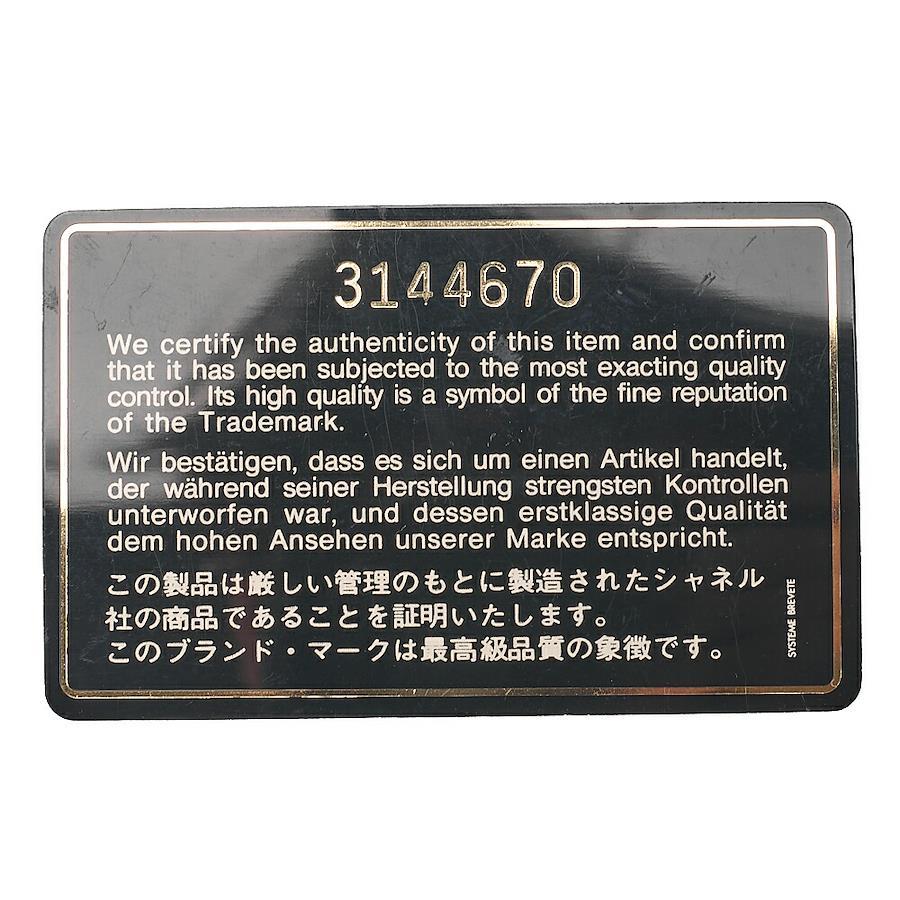 3144670
We certify the authenticity of this item and confirm
that it has been subjected to the most exacting quality
control. Its high quality is a symbol of the fine reputation
of the Trademark.
Wir bestätigen, dass es sich um einen Artikel handelt,
der während seiner Herstellung strengsten Kontrollen
unterworfen war, und dessen erstklassige Qualität
dem hohen Ansehen unserer Marke entspricht.
この製品は厳しい管理のもとに製造されたシャネル
社の商品であることを証明いたします。
このブランド・マークは最高級品質の象徴です。
SYSTEME BREVETE